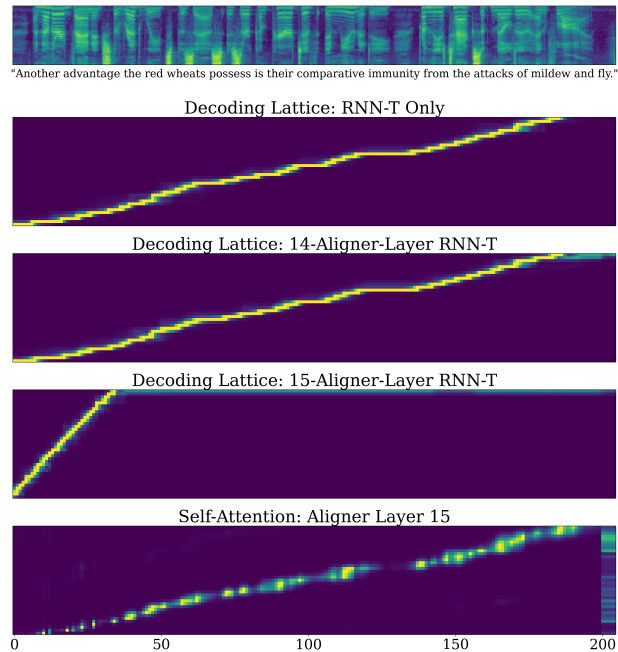 "Another advantage the red wheats possess is their comparative immunity from the attacks of mildew and fly."
Decoding Lattice: RNN-T Only
Decoding Lattice: 14-Aligner-Layer RNN-T
Decoding Lattice: 15-Aligner-Layer RNN-T
Self-Attention: Aligner Layer 15
0 50 100 150 200